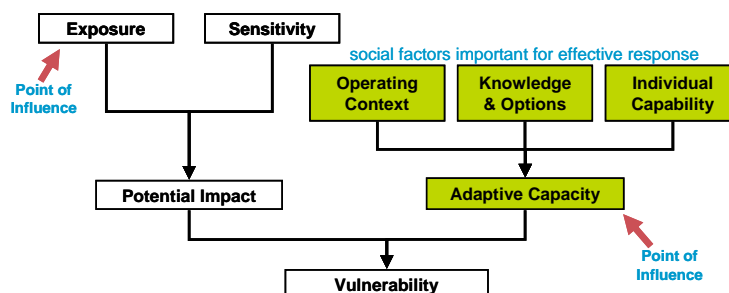 Exposure
Sensitivity
Point of
Influence
social factors important for effective response
Operating
Context
Knowledge
& Options
Individual
Capability
Potential Impact
Adaptive Capacity
Point of
Influence
Vulnerability